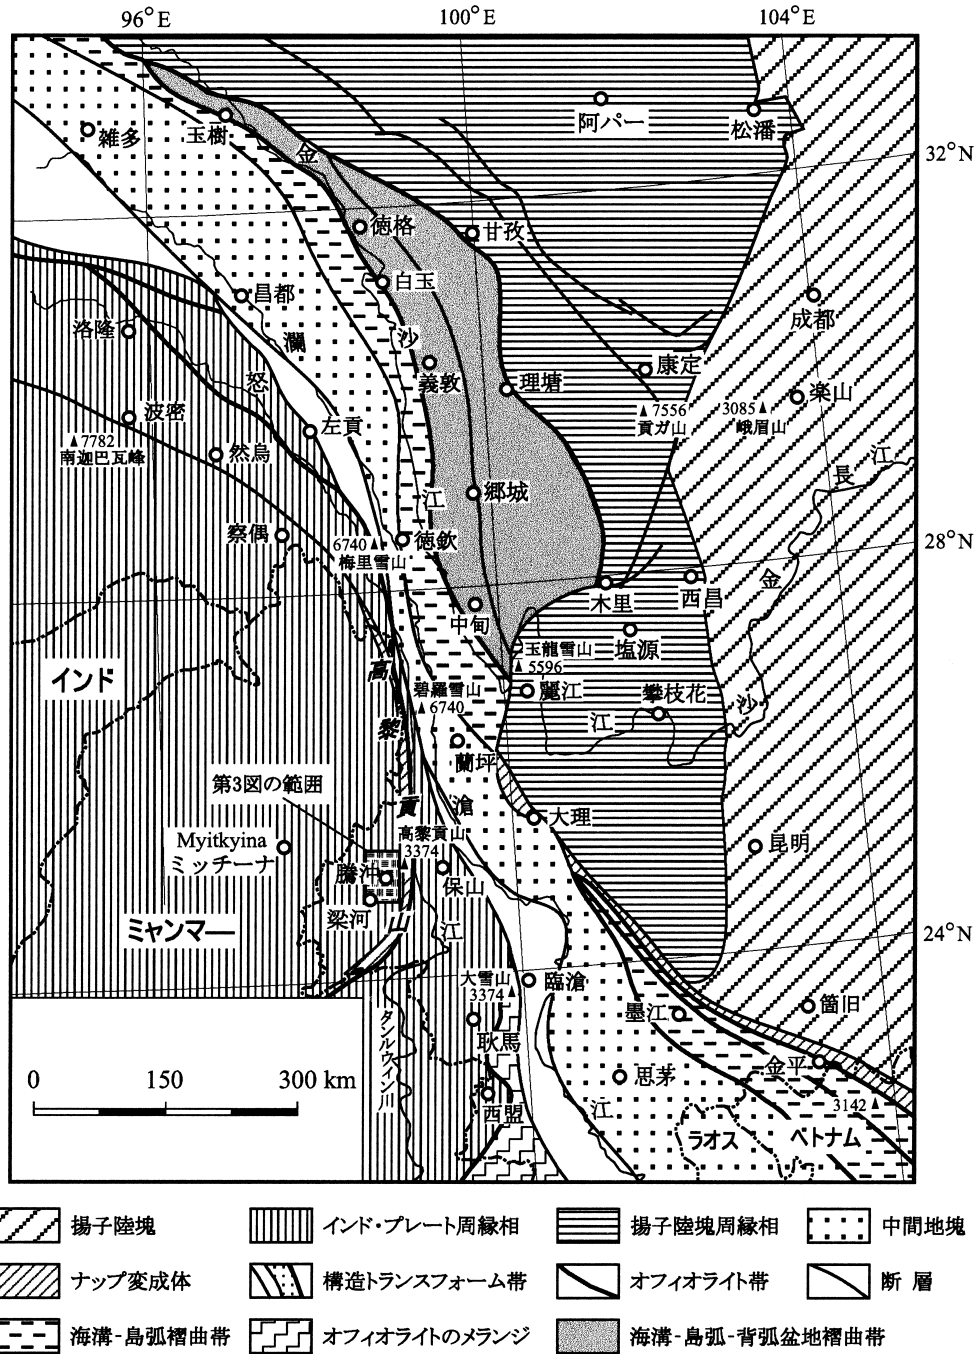 96°E 100°E 104°E
阿バー
松潘
32°N
雑多
玉樹
金
徳格
甘孜
白玉
昌都
成都
洛隆
瀾
沙
義敦
理塘
康定
楽山
怒
▲7556
貢ガ山
3085▲
峨眉山
波密
▲7782
南迦巴瓦峰
左貢
然烏
長 江
江
郷城
察偶
6740▲
梅里雪山
徳欽
28°N
金
木里
西昌
中甸
塩源
玉龍雪山
▲5596
インド
高
碧羅雪山
▲6740
麗江
攀枝花
沙
江
黎
蘭坪
第3図の範囲
貢
滄
大理
高黎貢山
3374
▲
Myitkyina
ミッチーナ
昆明
騰沖
保山
梁河
山
江
ミャンマー
24°N
大雪山
3374▲
臨滄
墨江
箇旧
タンルウィン川
耿馬
金平
思茅
0 150 300 km
西盟
江
3142▲
ラオス
ベトナム
揚子陸塊 インド・プレート周縁相 揚子陸塊周縁相 中間地塊
ナップ変成体 構造トランスフォーム帯 オフィオライト帯 断層
海溝-島弧褶曲帯 オフィオライトのメランジ 海溝-島弧-背弧盆地褶曲帯